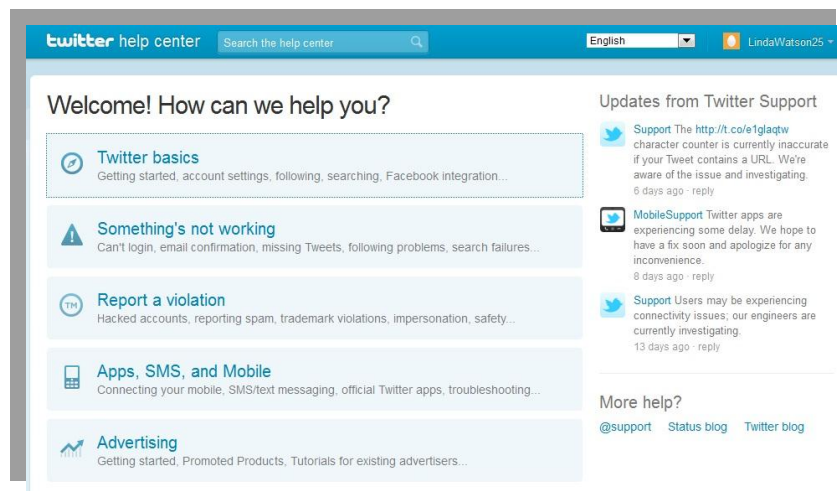 twitter help center
Search the help center
English
LindaWatson25
Welcome! How can we help you?
Twitter basics
Getting started, account settings, following, searching, Facebook integration...
Something's not working
Can't login, email confirmation, missing Tweets, following problems, search failures...
TM
Report a violation
Hacked accounts, reporting spam, trademark violations, impersonation, safety...
Apps, SMS, and Mobile
Connecting your mobile, SMS/text messaging, official Twitter apps, troubleshooting...
Advertising
Getting started, Promoted Products, Tutorials for existing advertisers...
Updates from Twitter Support
Support The http://t.co/e1glaqtw
character counter is currently inaccurate
if your Tweet contains a URL. We're
aware of the issue and investigating.
6 days ago · reply
MobileSupport Twitter apps are
experiencing some delay. We hope to
have a fix soon and apologize for any
inconvenience.
8 days ago · reply
Support Users may be experiencing
connectivity issues; our engineers are
currently investigating.
13 days ago · reply
More help?
@support Status blog Twitter blog